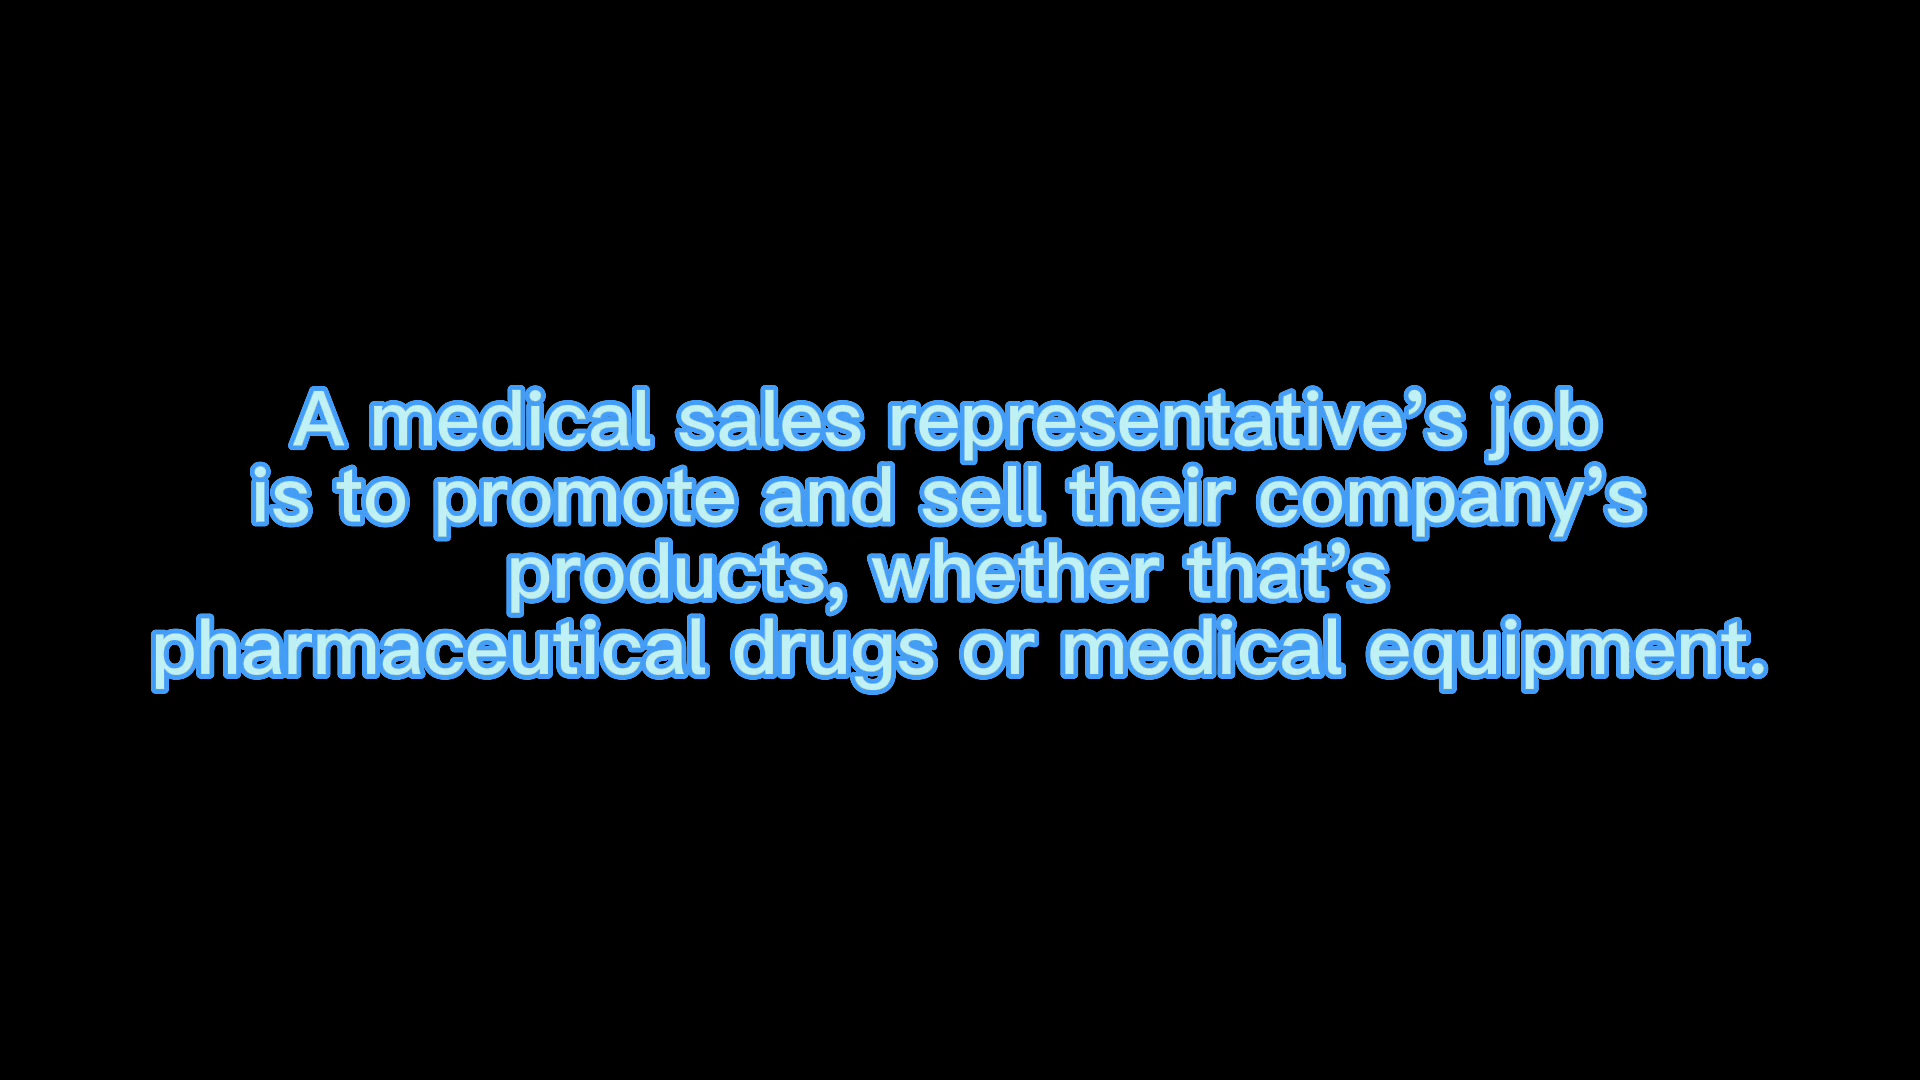 A medical sales representative’s job
is to promote and sell their company’s
products, whether that’s
pharmaceutical drugs or medical equipment.